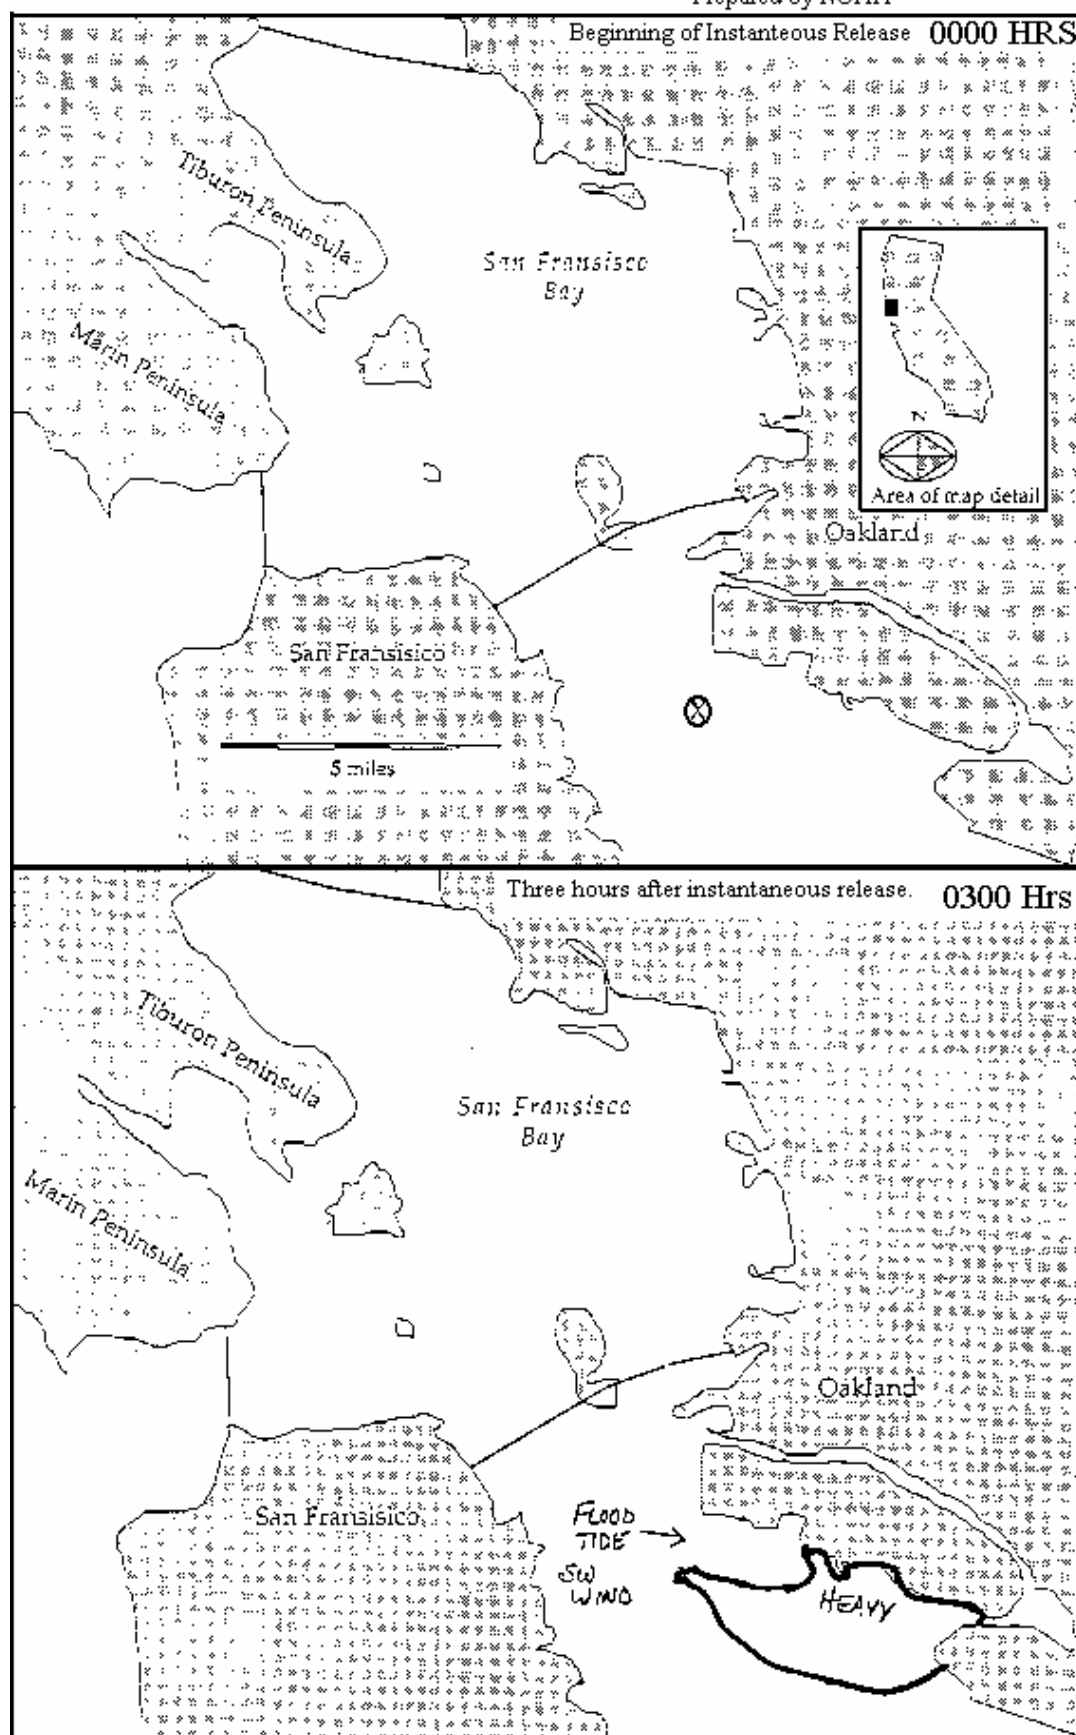 Prepared by
Beginning of Instanteous Release 0000 HRS
Tiburon Peninsula
San Fransisco
Bay
Marin Peninsula
N
Area of map detail
Oakland
San Fransisico
5 miles
Three hours after instantaneous release. 0300 Hrs
Tiburon Peninsula
San Fransisco
Bay
Marin Peninsula
Oakland
San Fransisico
FLOOD
TIDE
SW
WIND
HEAVY